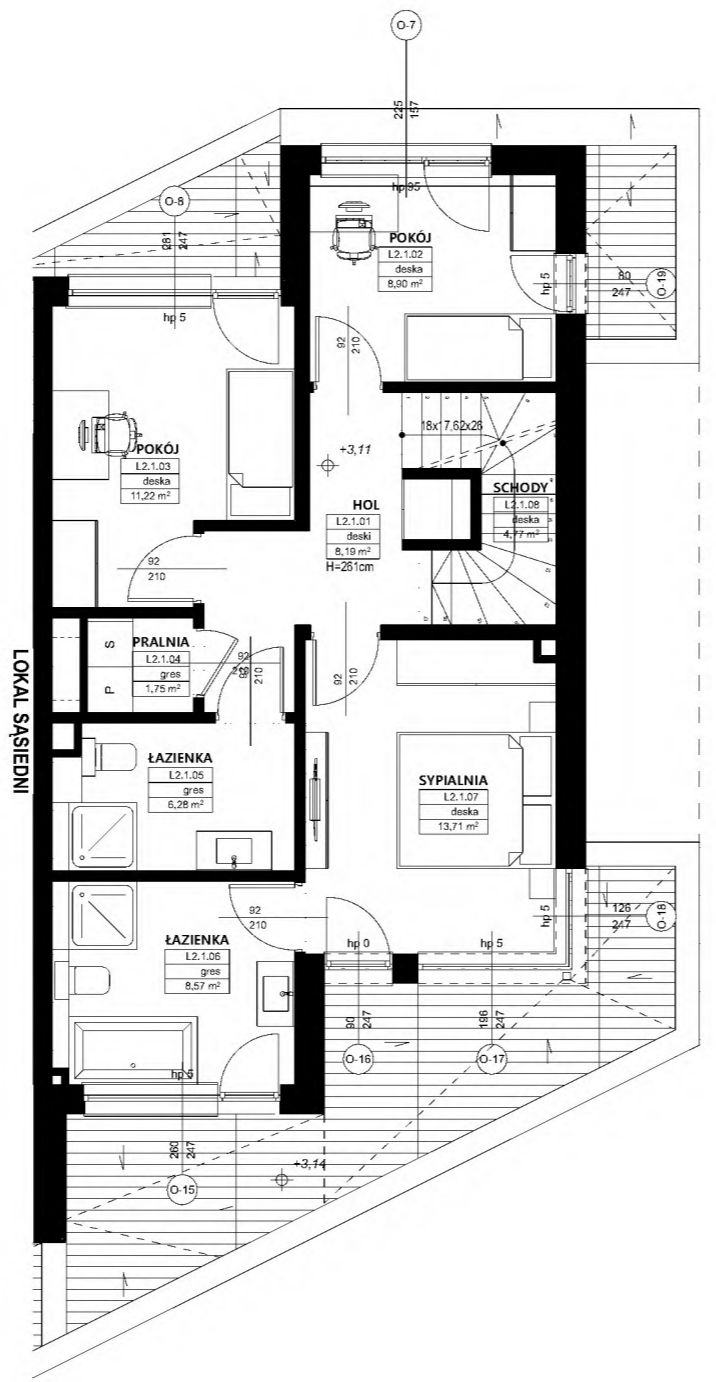 O-7
225
157
O-8
281
247
hp 95
POKÓJ
L2.1.02
deska
8,90 m²
hp 5
80
247
O-19
hp 5
92
210
18x17,62x26
+3,11
POKÓJ
L2.1.03
deska
11,22 m²
HOL
L2.1.01
deski
8,19 m²
H=261cm
SCHODY
L2.1.08
deska
4,77 m²
92
210
LOKAL SĄSIEDNI
S
P
PRALNIA
L2.1.04
gres
1,75 m²
92
210
92
210
ŁAZIENKA
L2.1.05
gres
6,28 m²
SYPIALNIA
L2.1.07
deska
13,71 m²
92
210
ŁAZIENKA
L2.1.06
gres
8,57 m²
hp 0
hp 5
hp 5
126
247
O-18
90
247
O-16
196
247
O-17
hp 5
260
247
O-15
+3,14